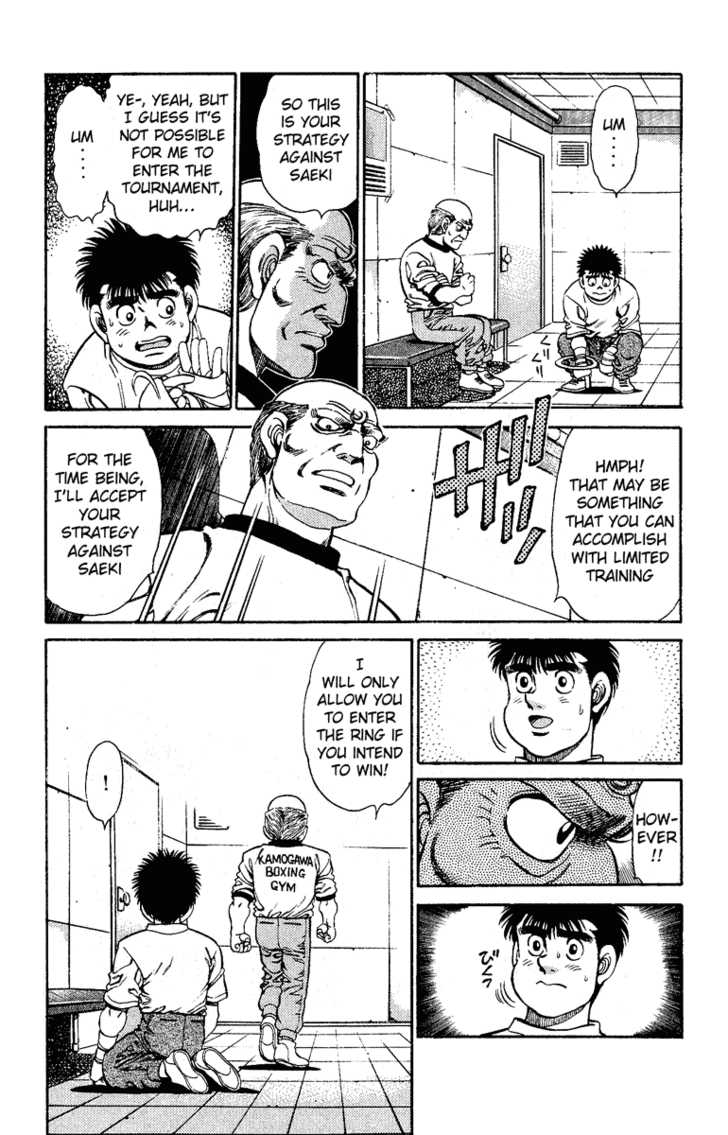 UM
....
SO THIS
IS YOUR
STRATEGY
AGAINST
SAEKI
YE-, YEAH, BUT
I GUESS IT'S
NOT POSSIBLE
FOR ME TO
ENTER THE
TOURNAMENT,
HUH...
UM
....
HMPH!
THAT MAY BE
SOMETHING
THAT YOU CAN
ACCOMPLISH
WITH LIMITED
TRAINING
FOR THE
TIME BEING,
I'LL ACCEPT
YOUR
STRATEGY
AGAINST
SAEKI
HOW-
EVER
!!
びくっ
I
WILL ONLY
ALLOW YOU
TO ENTER
THE RING IF
YOU INTEND
TO WIN!
!
KAMOGAWA
BOXING
GYM